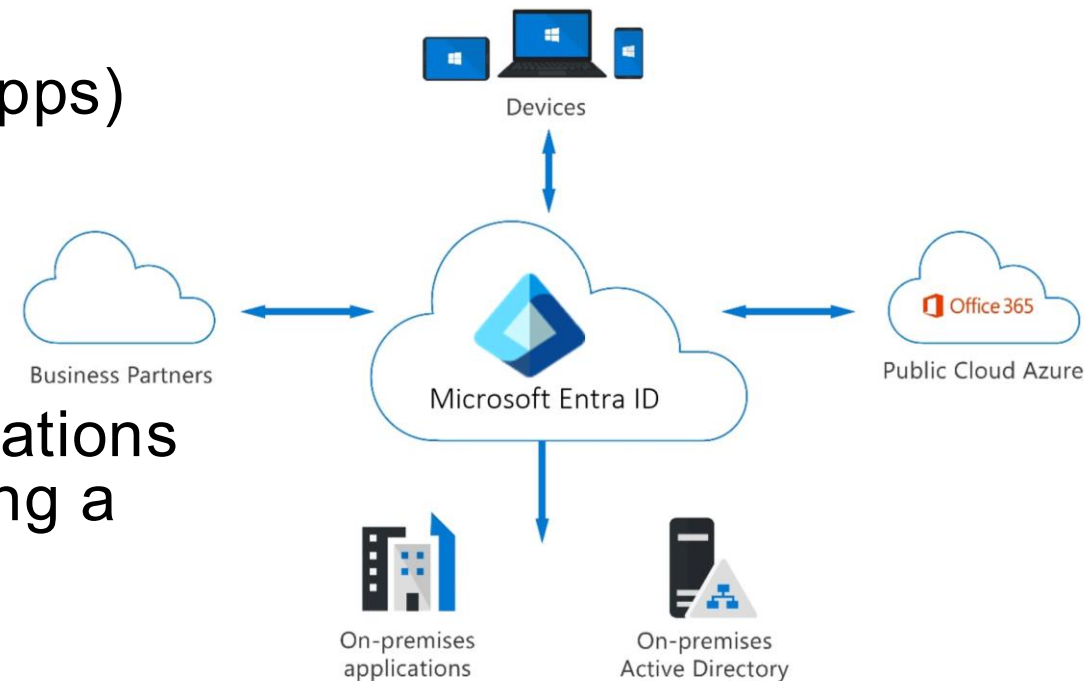 pps)
Devices
Business Partners
Microsoft Entra ID
Office 365
Public Cloud Azure
ations
ng a
On-premises
applications
On-premises
Active Directory